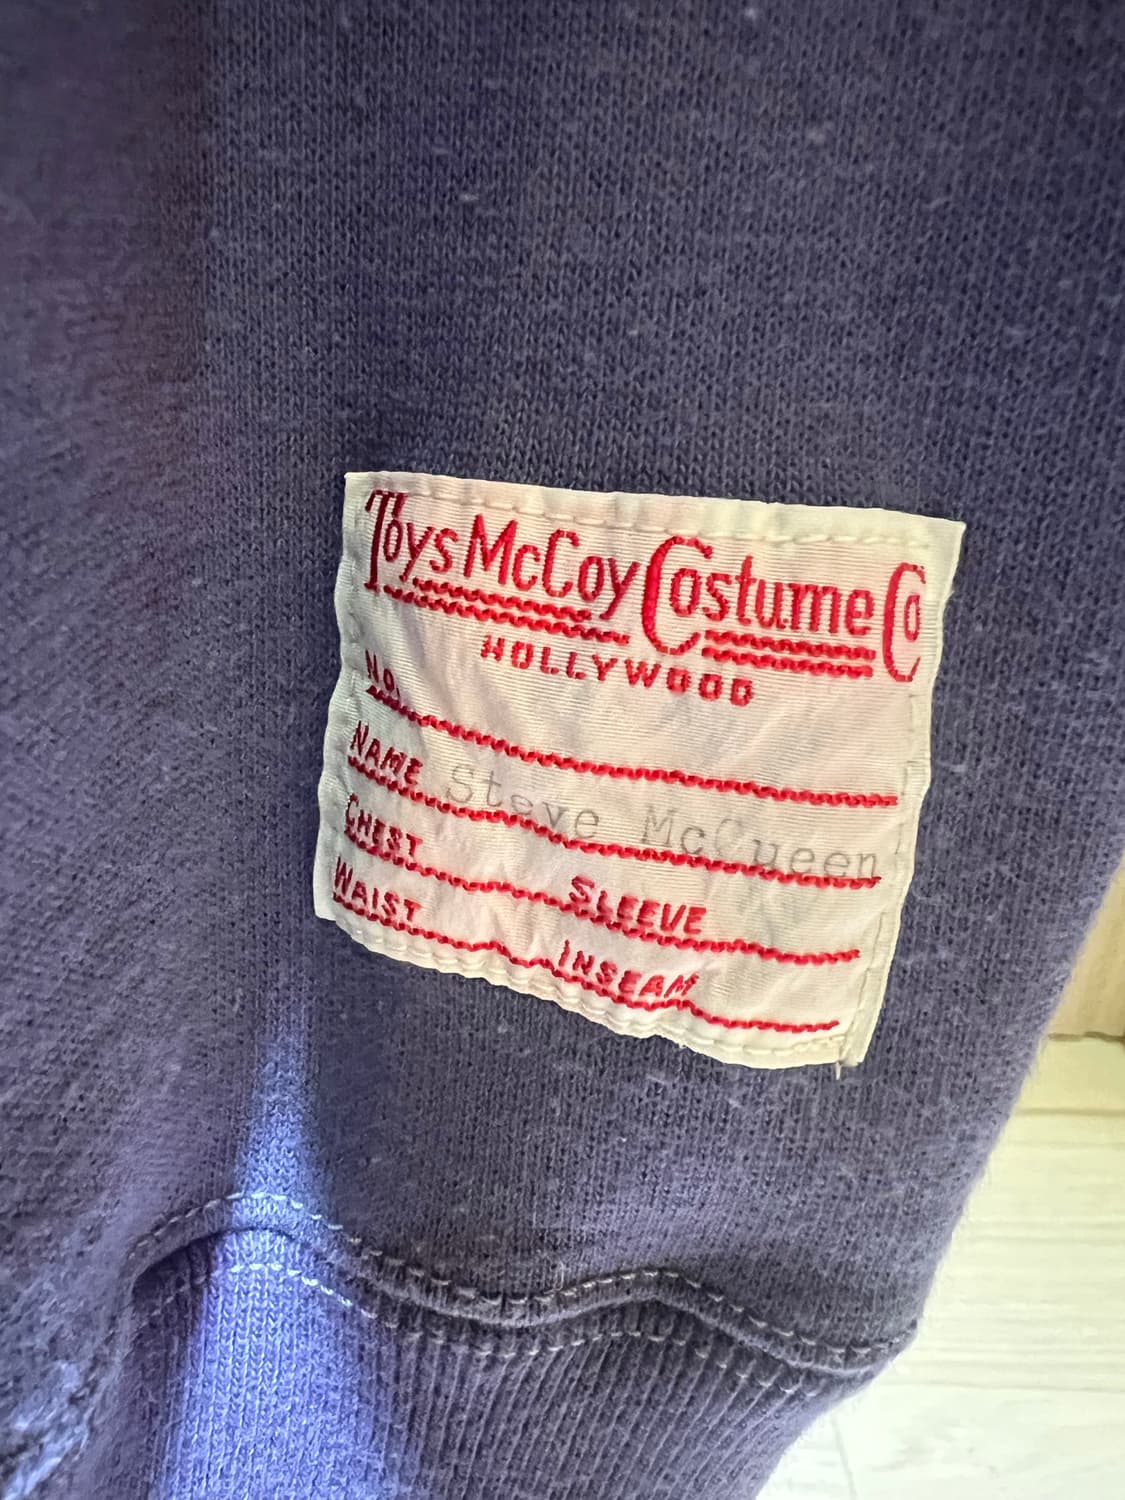 Toys McCoy Costume Co
HOLLYWOOD
No.
NAME Steve McQueen
CHEST SLEEVE
WAIST INSEAM